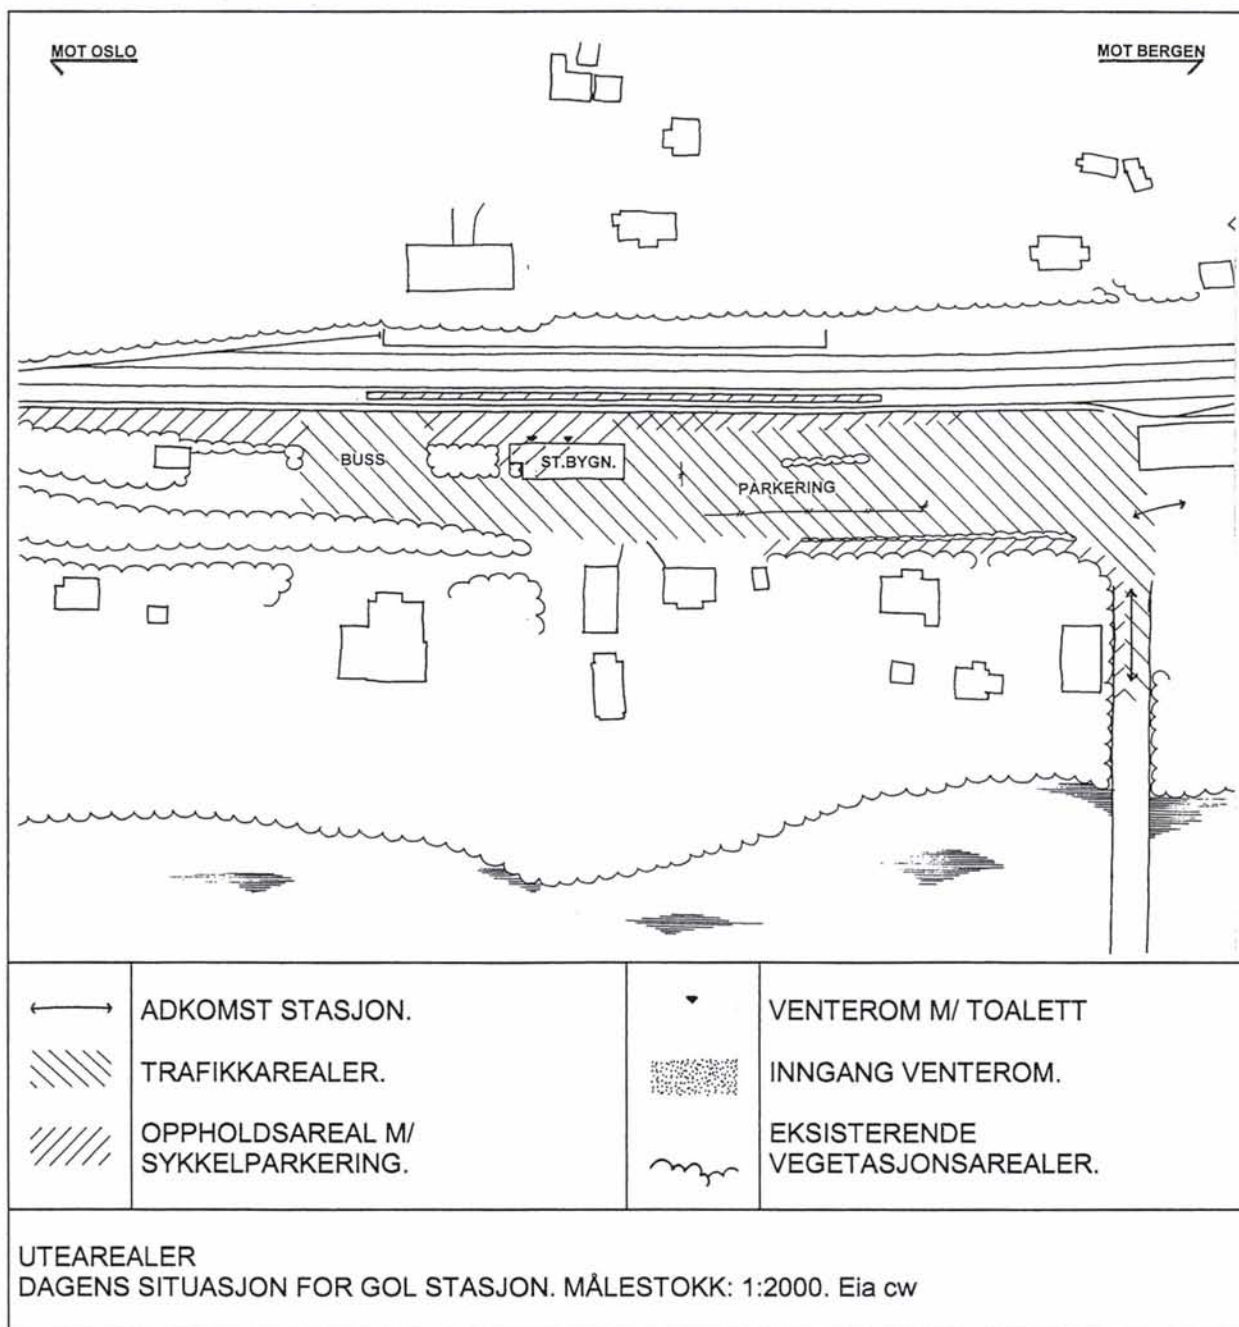 MOT OSLO
MOT BERGEN
BUSS
ST.BYGN.
PARKERING
ADKOMST STASJON.
TRAFIKKAREALER.
OPPHOLDSAREAL M/
SYKKELPARKERING.
VENTEROM M/ TOALETT
INNGANG VENTEROM.
EKSISTERENDE
VEGETASJONSAREALER.
UTEAREALER
DAGENS SITUASJON FOR GOL STASJON. MÅLESTOKK: 1:2000. Eia cw